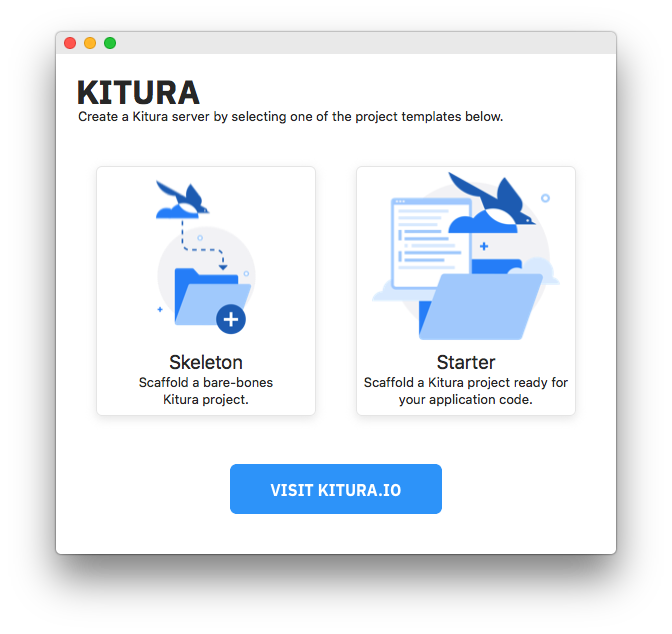 KITURA
Create a Kitura server by selecting one of the project templates below.
Skeleton
Scaffold a bare-bones
Kitura project.
Starter
Scaffold a Kitura project ready for
your application code.
VISIT KITURA.IO